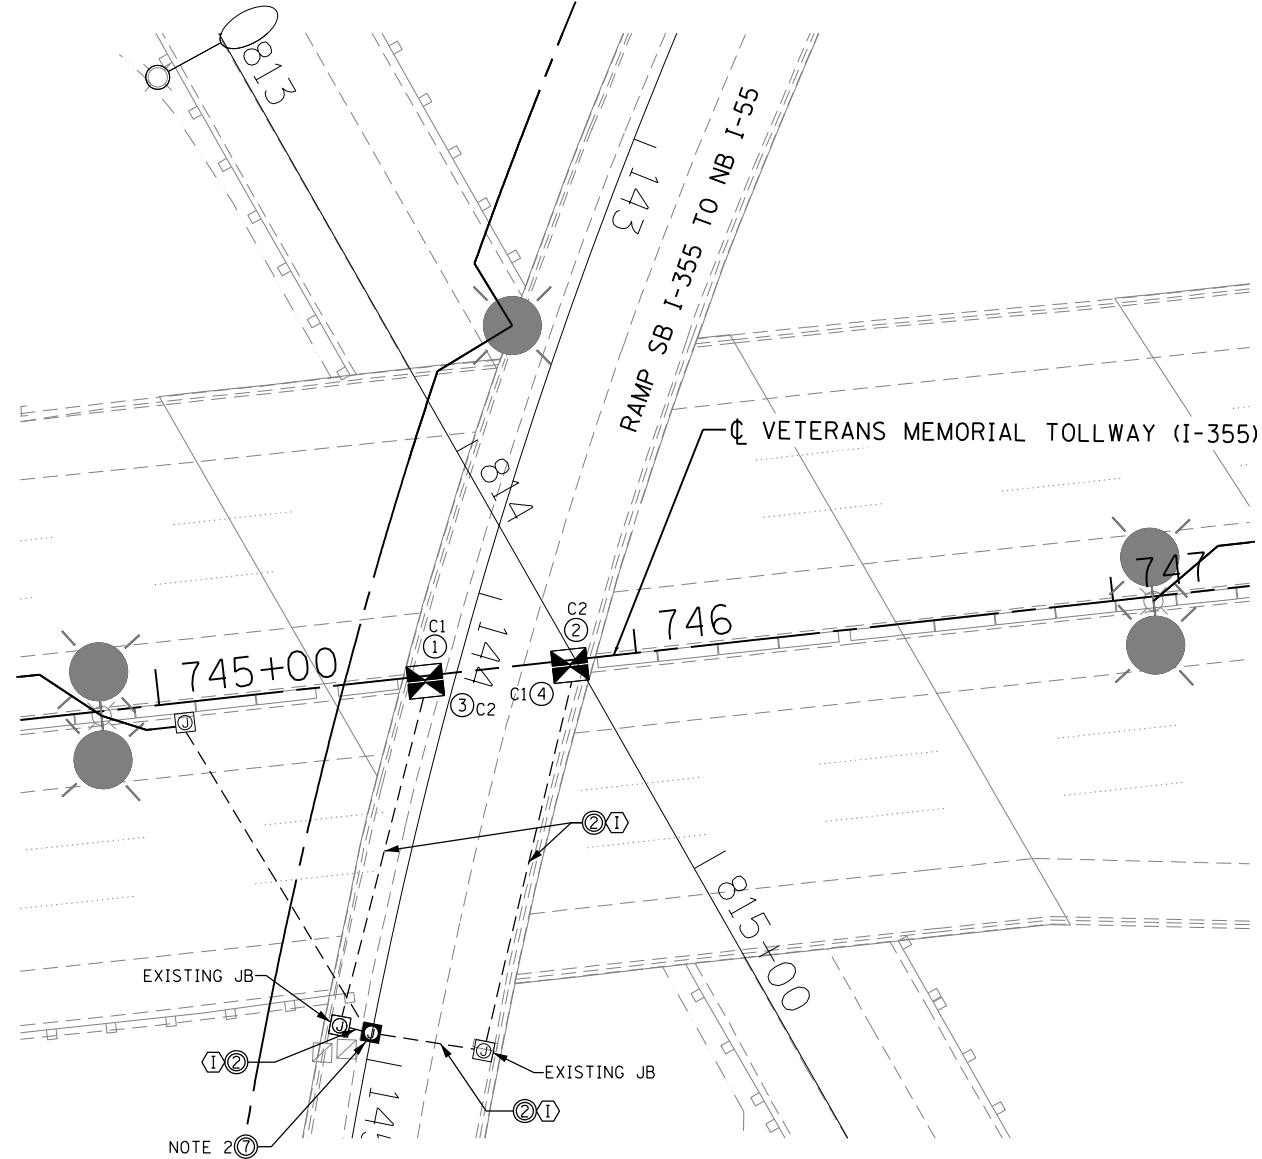 813
143
RAMP SB I-355 TO NB I-55
℄ VETERANS MEMORIAL TOLLWAY (I-355)
814
747
C1
1
C2
2
746
745+00
144
3 C2
C1 4
J
2 I
815+00
EXISTING JB
J
J
J
I 2
EXISTING JB
2 I
145
NOTE 2 7